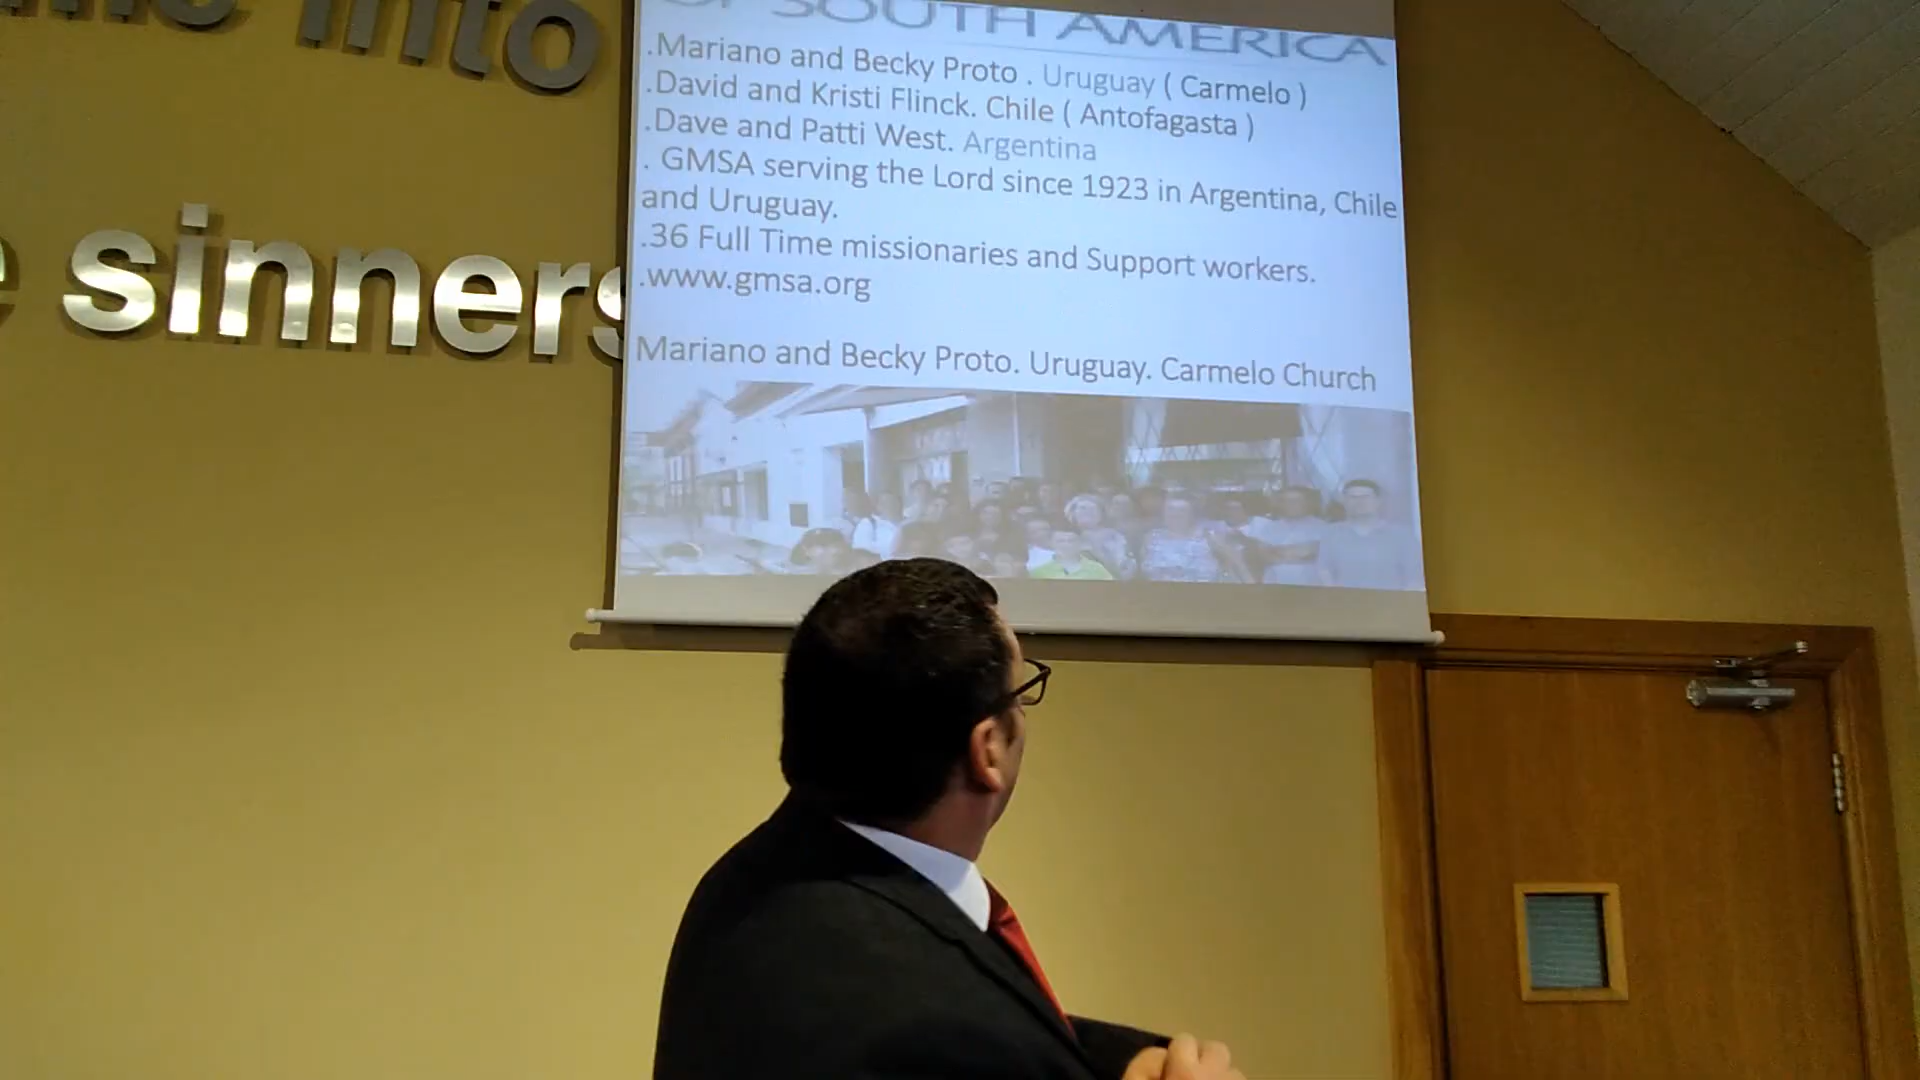 into
sinners
OF SOUTH AMERICA
.Mariano and Becky Proto . Uruguay ( Carmelo )
.David and Kristi Flinck. Chile ( Antofagasta )
.Dave and Patti West. Argentina
. GMSA serving the Lord since 1923 in Argentina, Chile
and Uruguay.
.36 Full Time missionaries and Support workers.
.www.gmsa.org
Mariano and Becky Proto. Uruguay. Carmelo Church